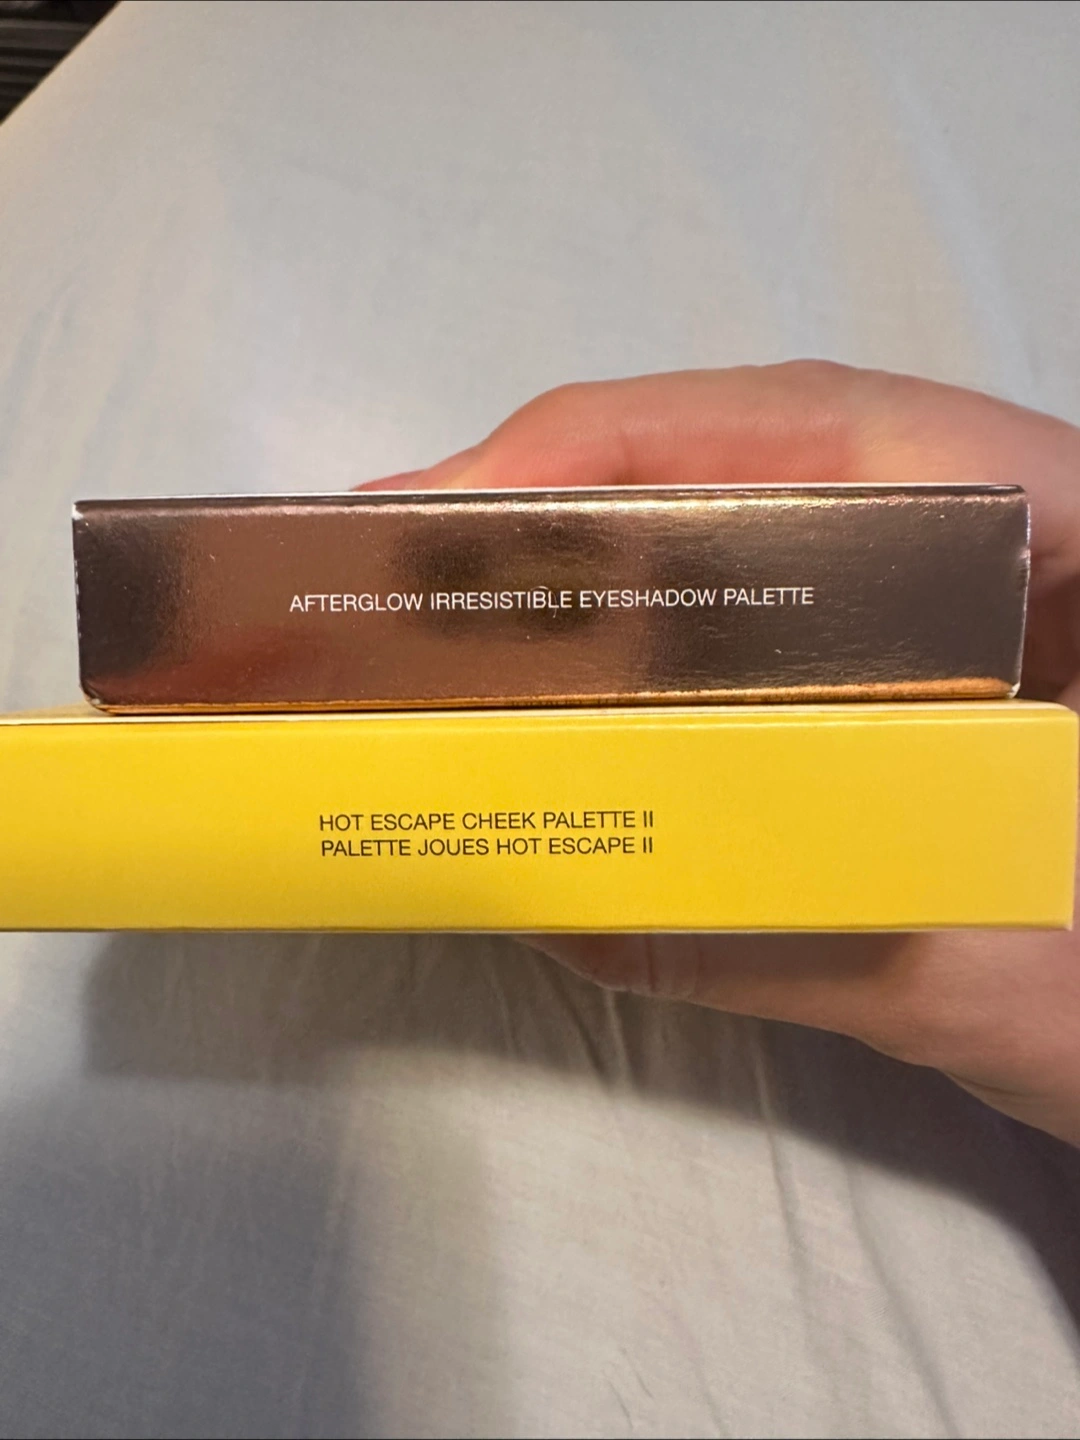 AFTERGLOW IRRESISTIBLE EYESHADOW PALETTE
HOT ESCAPE CHEEK PALETTE II
PALETTE JOUES HOT ESCAPE II